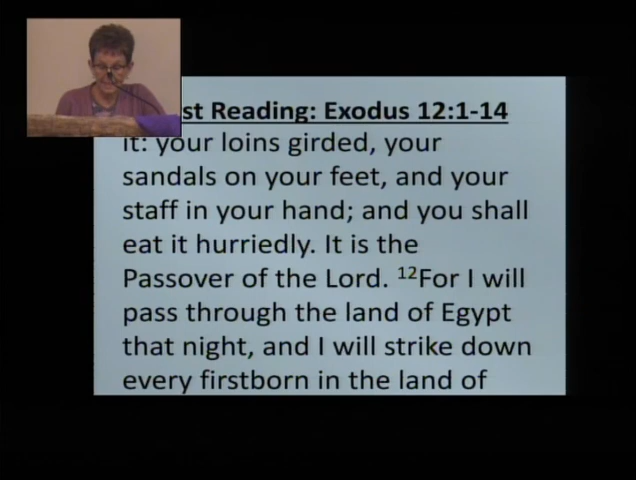 st Reading: Exodus 12:1-14
it: your loins girded, your
sandals on your feet, and your
staff in your hand; and you shall
eat it hurriedly. It is the
Passover of the Lord. ¹²For I will
pass through the land of Egypt
that night, and I will strike down
every firstborn in the land of